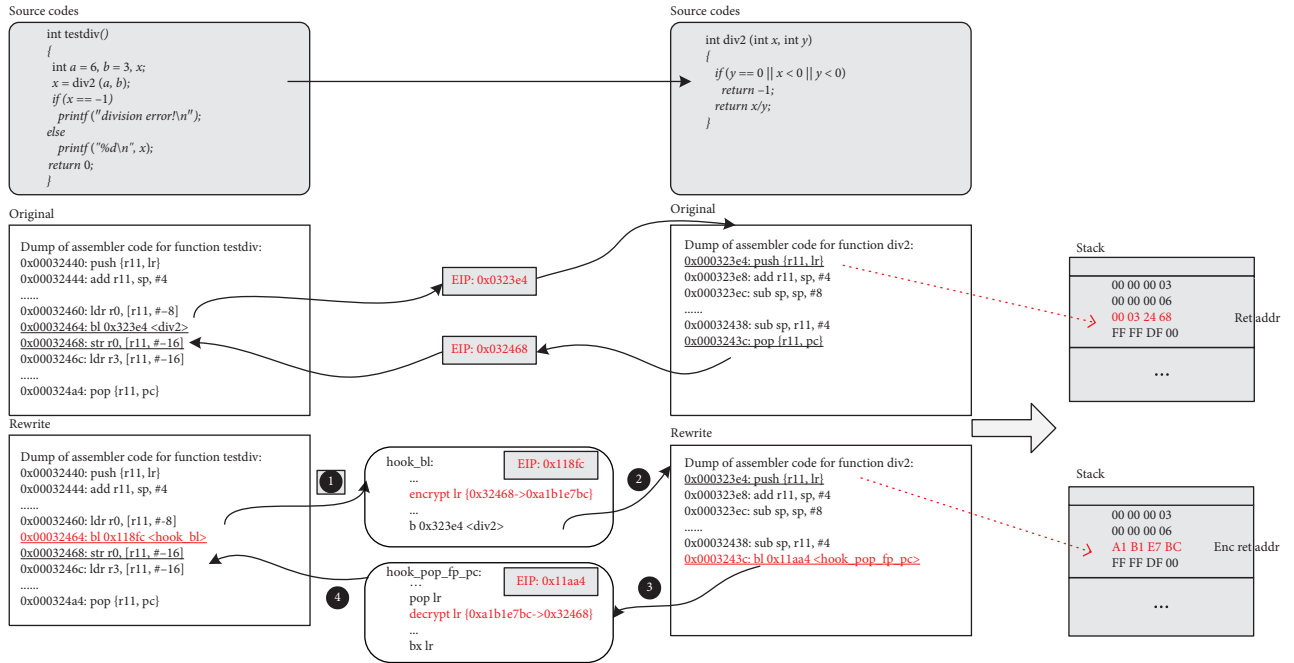 Source codes
int testdiv()
{
int a = 6, b = 3, x;
x = div2 (a, b);
if (x == –1)
printf ("division error!\n");
else
printf ("%d\n", x);
return 0;
}
Source codes
int div2 (int x, int y)
{
if (y == 0 || x < 0 || y < 0)
return –1;
return x/y;
}
Original
Dump of assembler code for function testdiv:
0x00032440: push {r11, lr}
0x00032444: add r11, sp, #4
......
0x00032460: ldr r0, [r11, #–8]
0x00032464: bl 0x323e4 <div2>
0x00032468: str r0, [r11, #–16]
0x0003246c: ldr r3, [r11, #–16]
......
0x000324a4: pop {r11, pc}
EIP: 0x0323e4
EIP: 0x032468
Original
Dump of assembler code for function div2:
0x000323e4: push {r11, lr}
0x000323e8: add r11, sp, #4
0x000323ec: sub sp, sp, #8
......
0x00032438: sub sp, r11, #4
0x0003243c: pop {r11, pc}
Stack
00 00 00 03
00 00 00 06
00 03 24 68 Ret addr
FF FF DF 00
...
Rewrite
Dump of assembler code for function testdiv:
0x00032440: push {r11, lr}
0x00032444: add r11, sp, #4
......
0x00032460: ldr r0, [r11, #-8]
0x00032464: bl 0x118fc <hook_bl>
0x00032468: str r0, [r11, #–16]
0x0003246c: ldr r3, [r11, #–16]
......
0x000324a4: pop {r11, pc}
1
hook_bl:
EIP: 0x118fc
...
encrypt lr {0x32468->0xa1b1e7bc}
...
b 0x323e4 <div2>
2
hook_pop_fp_pc:
EIP: 0x11aa4
...
pop lr
decrypt lr {0xa1b1e7bc->0x32468}
...
bx lr
3
4
Rewrite
Dump of assembler code for function div2:
0x000323e4: push {r11, lr}
0x000323e8: add r11, sp, #4
0x000323ec: sub sp, sp, #8
......
0x00032438: sub sp, r11, #4
0x0003243c: bl 0x11aa4 <hook_pop_fp_pc>
Stack
00 00 00 03
00 00 00 06
A1 B1 E7 BC Enc ret addr
FF FF DF 00
...